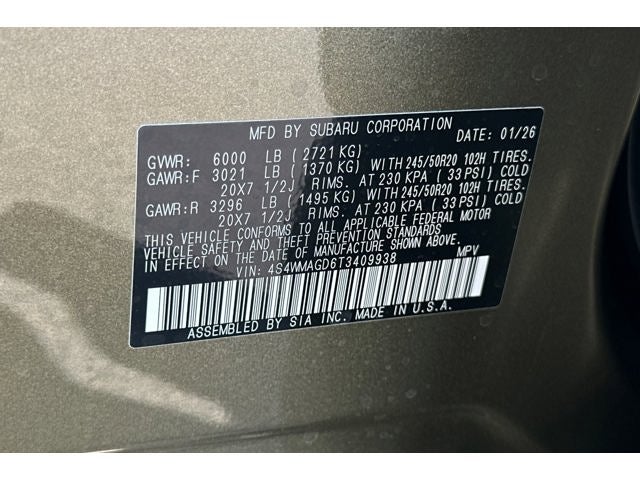 MFD BY SUBARU CORPORATION DATE: 01/26
GVWR: 6000 LB ( 2721 KG)
GAWR:F 3021 LB ( 1370 KG) WITH 245/50R20 102H TIRES.
20X7 1/2J RIMS. AT 230 KPA ( 33 PSI) COLD
GAWR:R 3296 LB ( 1495 KG) WITH 245/50R20 102H TIRES.
20X7 1/2J RIMS. AT 230 KPA ( 33 PSI) COLD
THIS VEHICLE CONFORMS TO ALL APPLICABLE FEDERAL MOTOR
VEHICLE SAFETY AND THEFT PREVENTION STANDARDS
IN EFFECT ON THE DATE OF MANUFACTURE SHOWN ABOVE.
VIN: 4S4WMAGD6T3409938 MPV
ASSEMBLED BY SIA INC. MADE IN U.S.A.